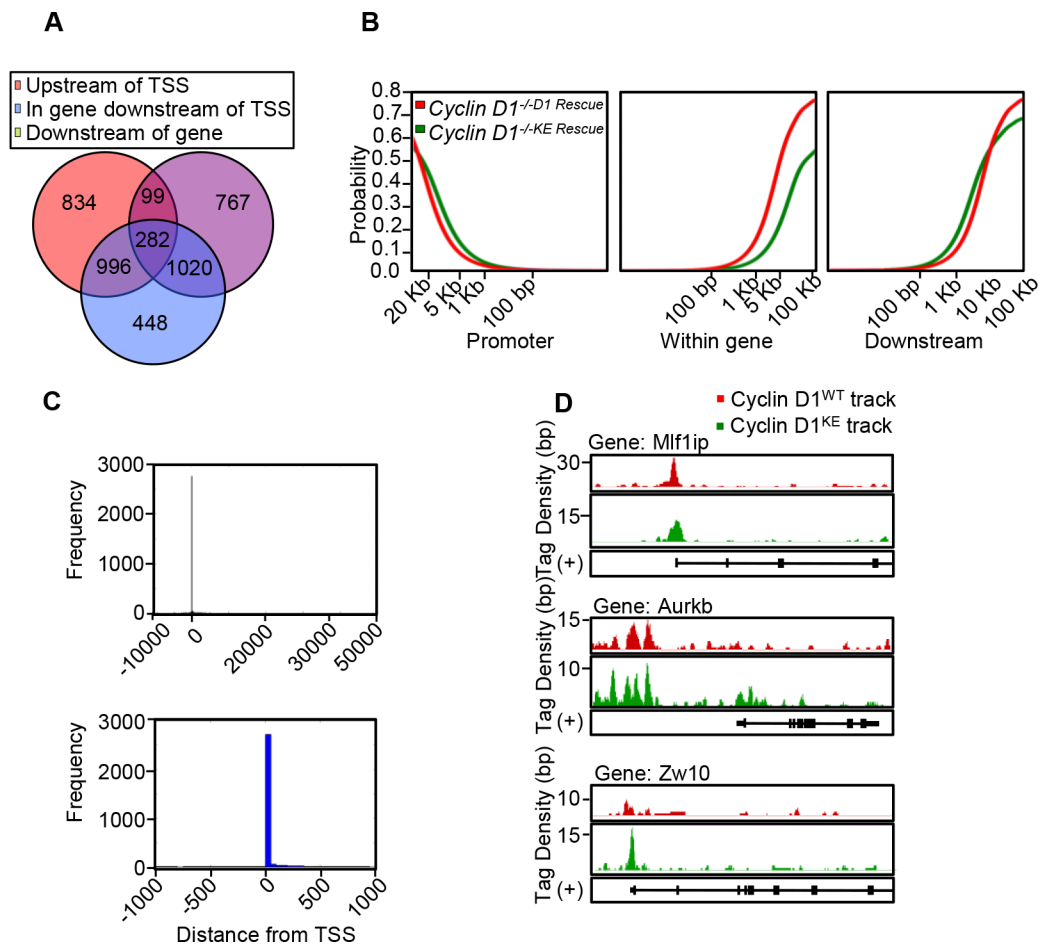 A
Upstream of TSS
In gene downstream of TSS
Downstream of gene
834
99
767
282
996
1020
448
B
Cyclin D1-/-D1 Rescue
Cyclin D1-/-KE Rescue
Probability
0.8
0.7
0.6
0.5
0.4
0.3
0.2
0.1
0.0
20 Kb
5 Kb
1 Kb
100 bp
Promoter
100 bp
1 Kb
5 Kb
100 Kb
Within gene
100 bp
1 Kb
10 Kb
100 Kb
Downstream
C
Frequency
3000
2000
1000
0
-10000
0
20000
30000
50000
Frequency
3000
2000
1000
0
-1000
-500
0
500
1000
Distance from TSS
D
Cyclin D1WT track
Cyclin D1KE track
Gene: Mlf1ip
Tag Density (bp)
30
15
(+)
Gene: Aurkb
Tag Density (bp)
15
10
(+)
Gene: Zw10
Tag Density (bp)
10
15
(+)